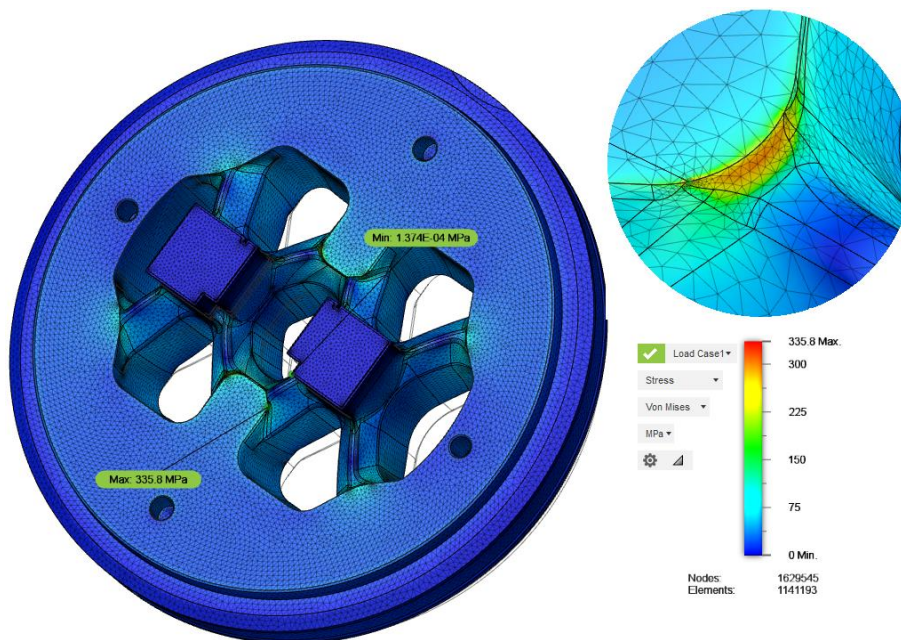 Min: 1.374E-04 MPa
Max: 335.8 MPa
Load Case1
Stress
Von Mises
MPa
335.8 Max.
300
225
150
75
0 Min.
Nodes: 1629545
Elements: 1141193